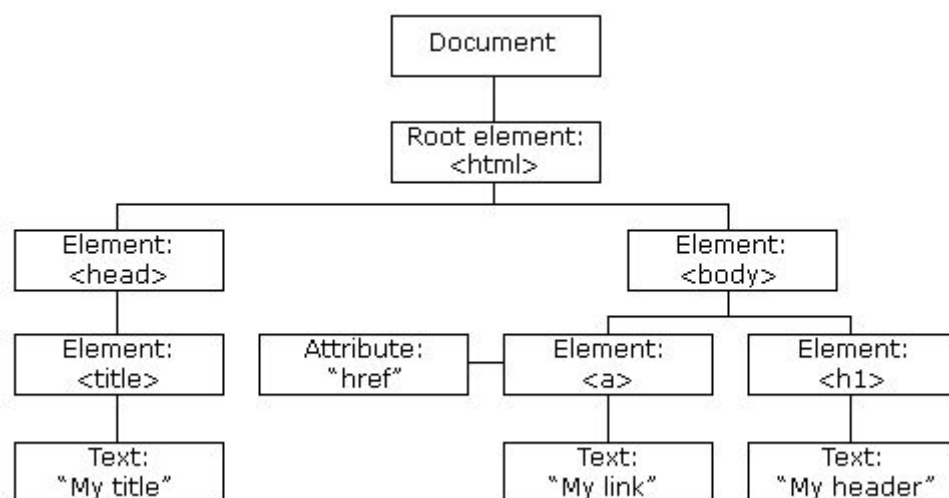 Document
Root element:
<html>
Element:
<head>
Element:
<body>
Element:
<title>
Attribute:
“href”
Element:
<a>
Element:
<h1>
Text:
“My title”
Text:
“My link”
Text:
“My header”